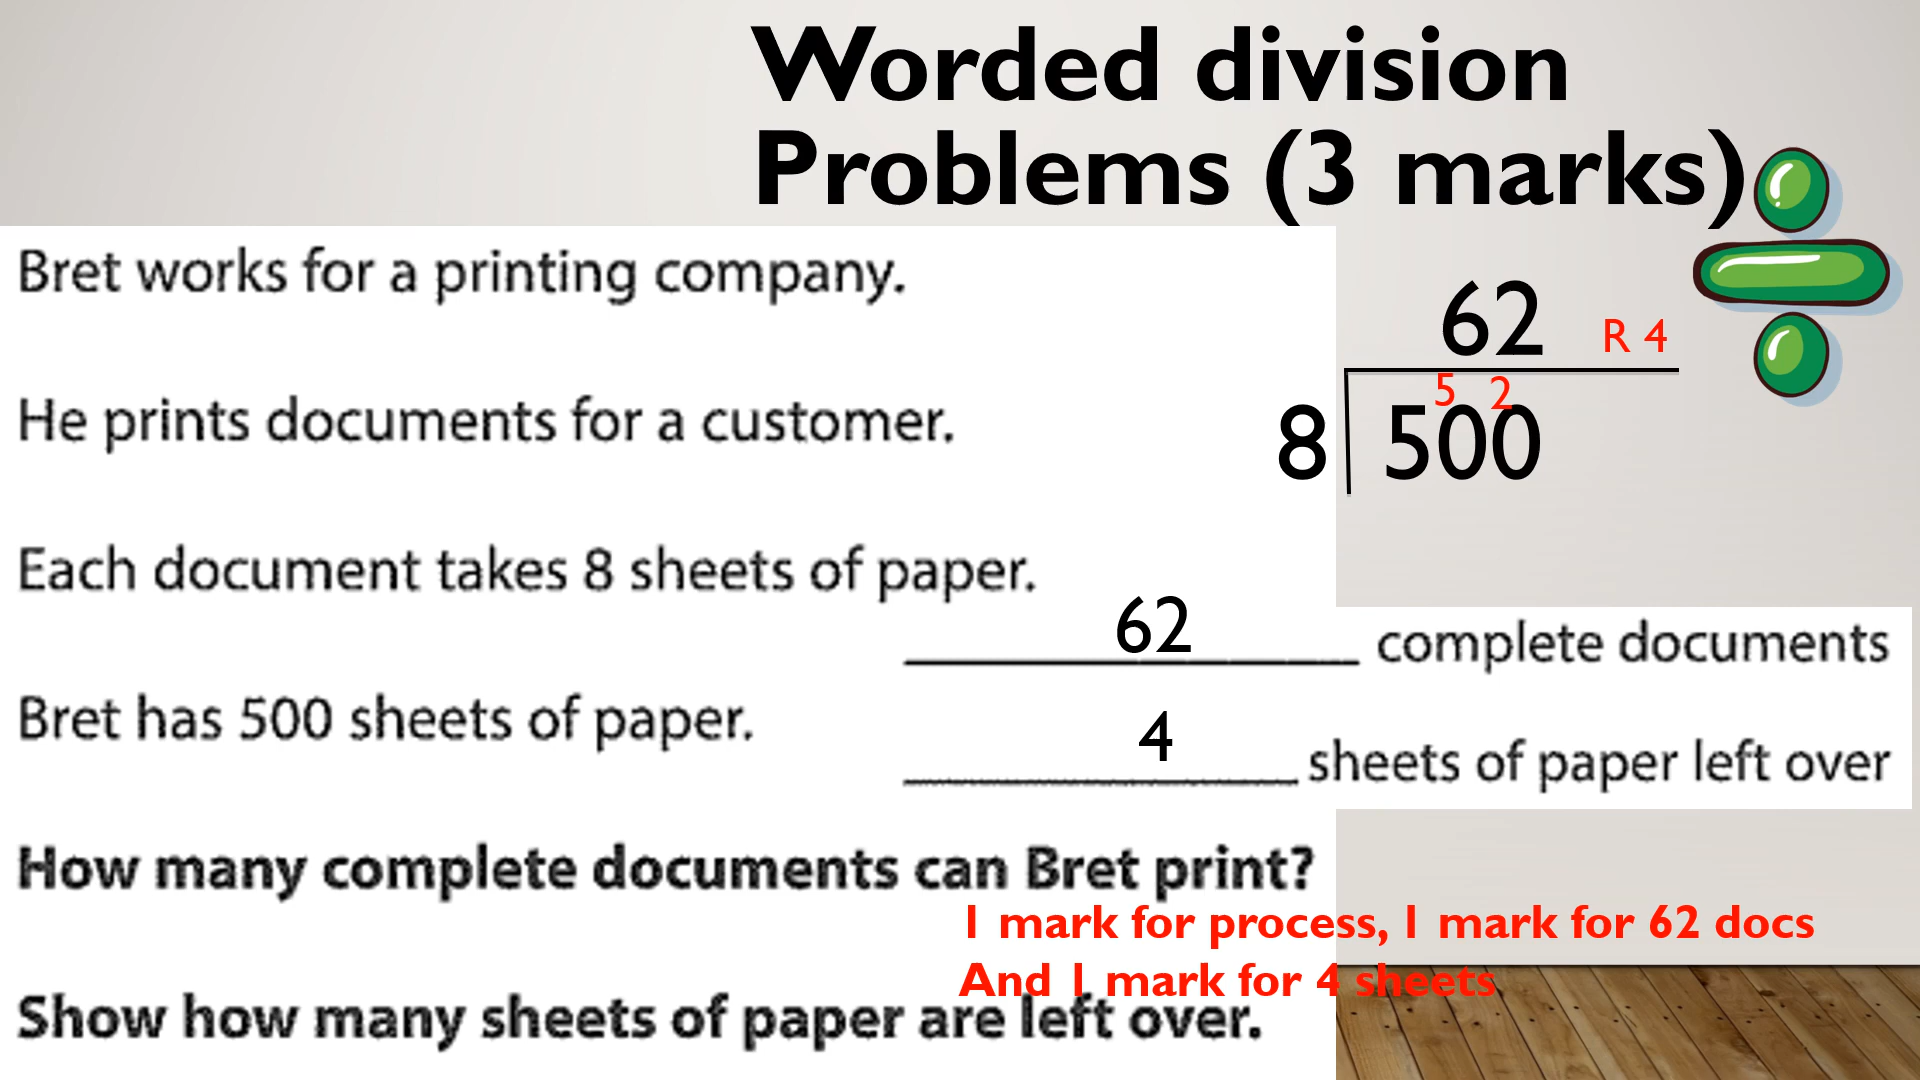 Worded division
Problems (3 marks)
Bret works for a printing company.
He prints documents for a customer.
Each document takes 8 sheets of paper.
Bret has 500 sheets of paper.
How many complete documents can Bret print?
Show how many sheets of paper are left over.
62 R 4
5 2
8 500
62 complete documents
4 sheets of paper left over
1 mark for process, 1 mark for 62 docs
And 1 mark for 4 sheets